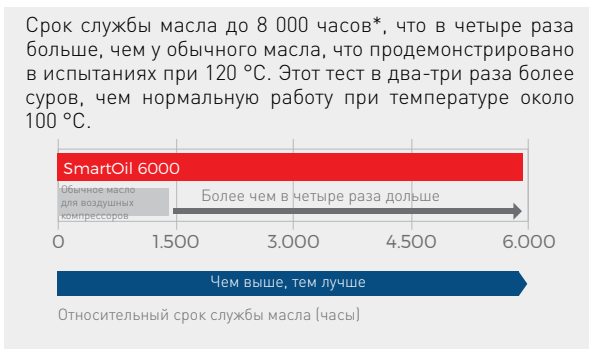 Срок службы масла до 8 000 часов*, что в четыре раза
больше, чем у обычного масла, что продемонстрировано
в испытаниях при 120 °C. Этот тест в два-три раза более
суров, чем нормальную работу при температуре около
100 °C.
SmartOil 6000
Обычное масло
для воздушных
компрессоров
Более чем в четыре раза дольше
0 1.500 3.000 4.500 6.000
Чем выше, тем лучше
Относительный срок службы масла (часы)